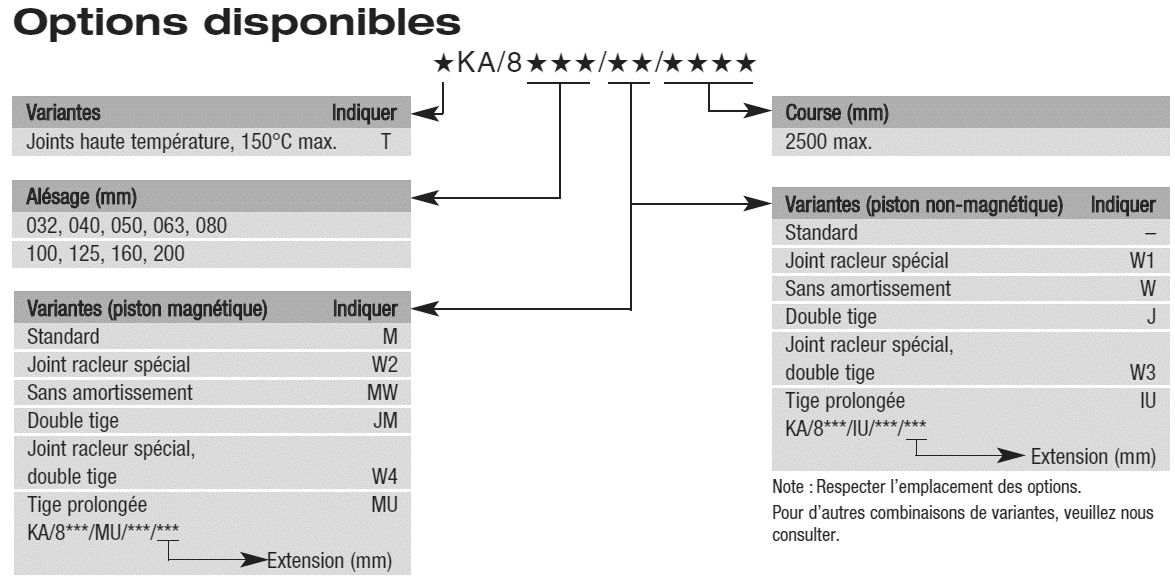 Options disponibles
★KA/8★★★/★★/★★★★
Variantes Indiquer
Joints haute température, 150°C max. T
Alésage (mm)
032, 040, 050, 063, 080
100, 125, 160, 200
Variantes (piston magnétique) Indiquer
Standard M
Joint racleur spécial W2
Sans amortissement MW
Double tige JM
Joint racleur spécial,
double tige W4
Tige prolongée MU
KA/8***/MU/***/***
Extension (mm)
Course (mm)
2500 max.
Variantes (piston non-magnétique) Indiquer
Standard –
Joint racleur spécial W1
Sans amortissement W
Double tige J
Joint racleur spécial,
double tige W3
Tige prolongée IU
KA/8***/IU/***/***
Extension (mm)
Note : Respecter l’emplacement des options.
Pour d’autres combinaisons de variantes, veuillez nous
consulter.